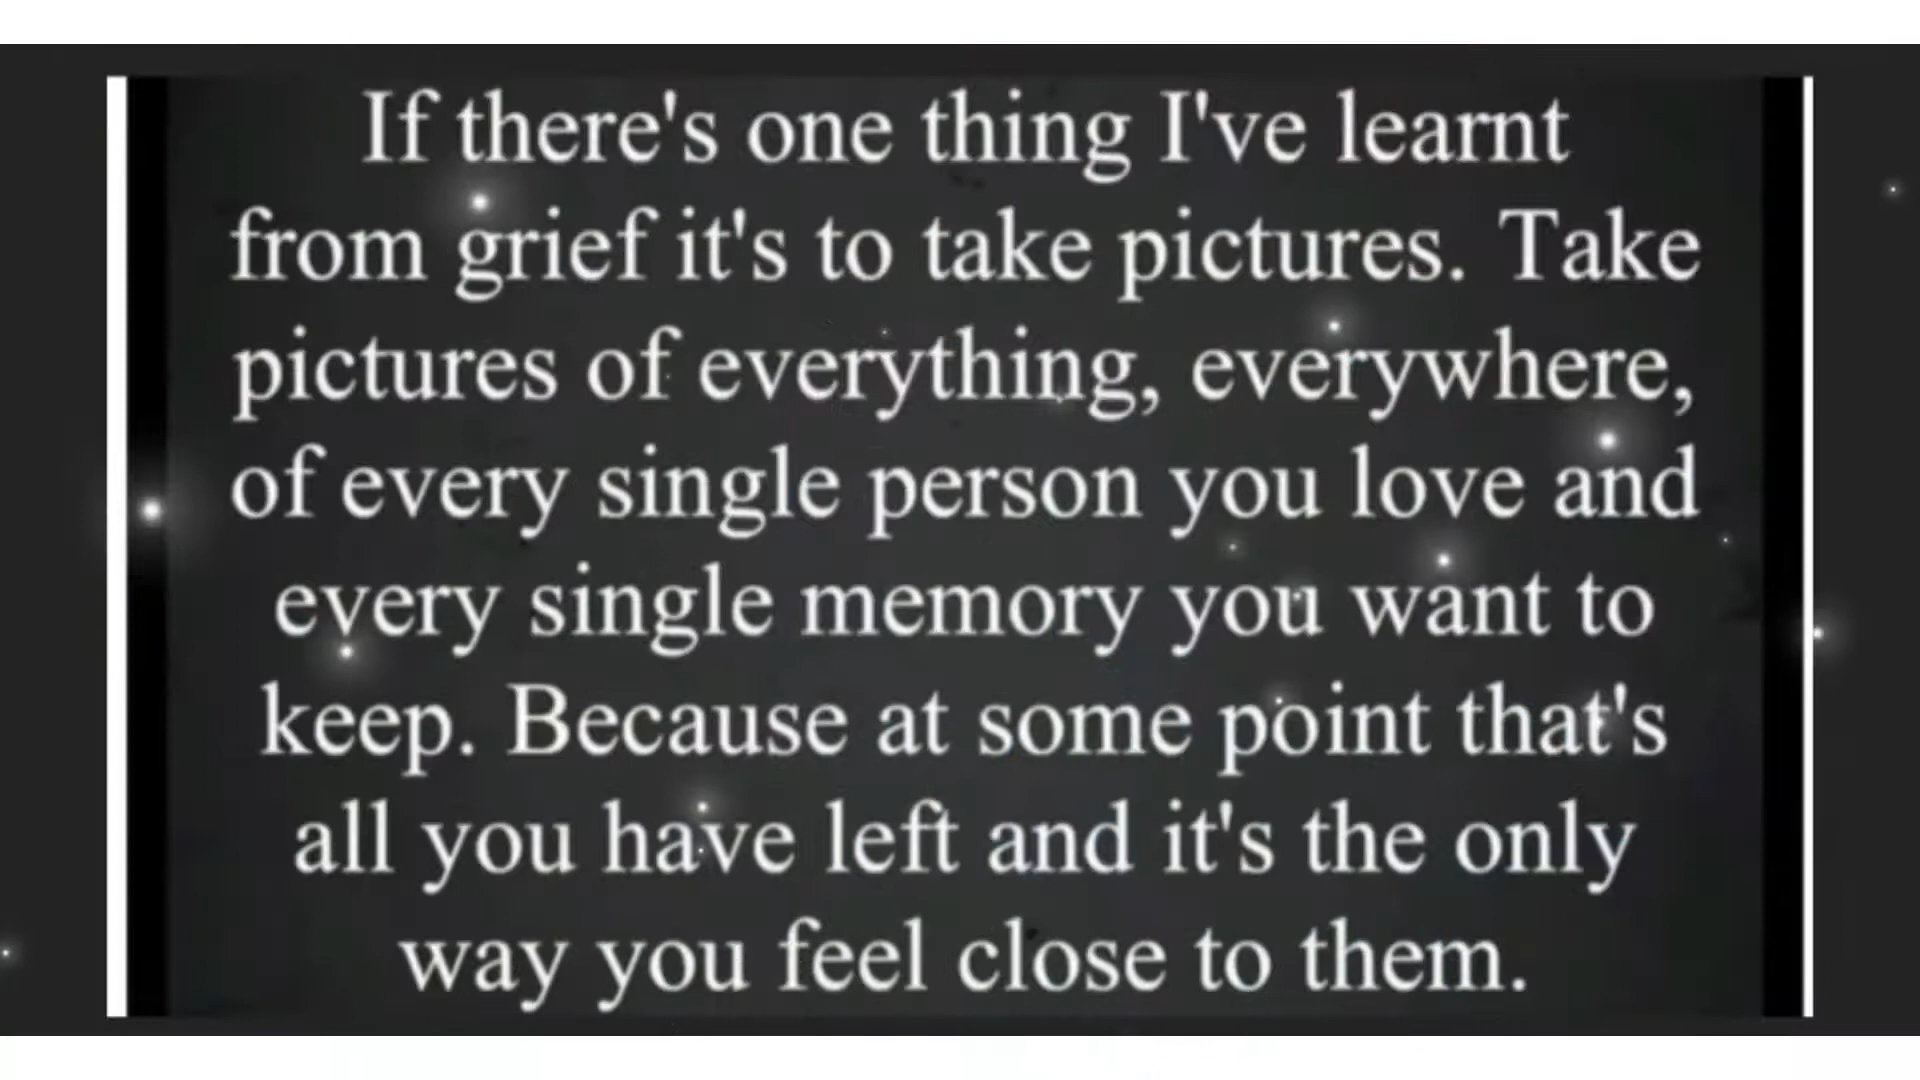 If there's one thing I've learnt
from grief it's to take pictures. Take
pictures of everything, everywhere,
of every single person you love and
every single memory you want to
keep. Because at some point that's
all you have left and it's the only
way you feel close to them.